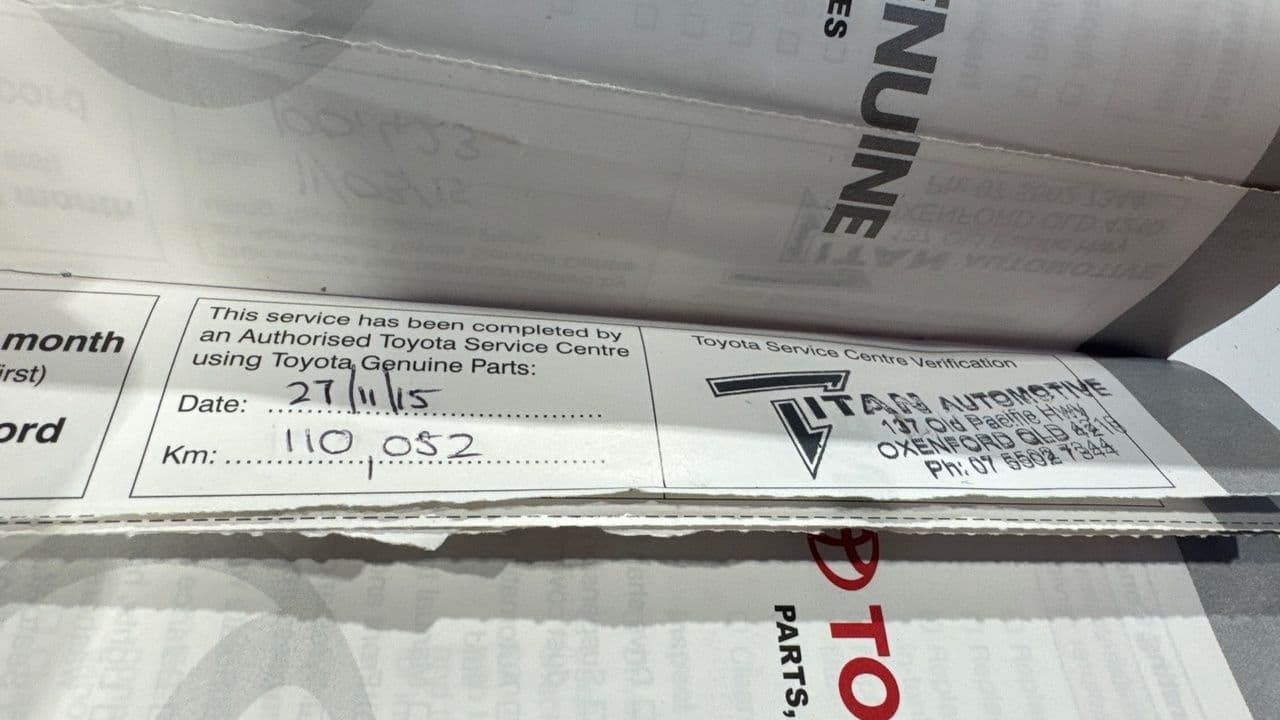 ES
ENUINE
month
irst)
ord
This service has been completed by
an Authorised Toyota Service Centre
using Toyota Genuine Parts:
Date: 27/11/15
Km: 110,052
Toyota Service Centre Verification
TITAN AUTOMOTIVE
137 Old Pacific Hwy
OXENFORD QLD 4210
Ph: 07 5502 7344
TO
PARTS,